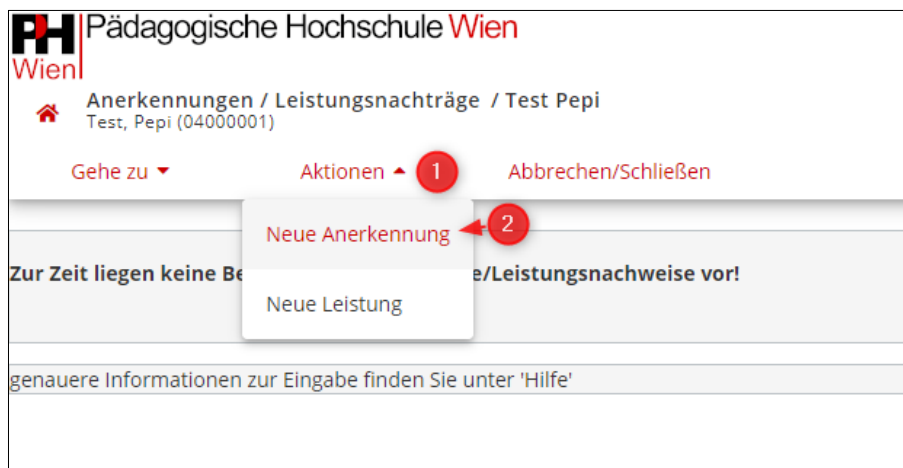 PH Pädagogische Hochschule Wien
Wien
Anerkennungen / Leistungsnachträge / Test Pepi
Test, Pepi (04000001)
Gehe zu Aktionen 1 Abbrechen/Schließen
Neue Anerkennung 2
Zur Zeit liegen keine Be e/Leistungsnachweise vor!
Neue Leistung
genauere Informationen zur Eingabe finden Sie unter 'Hilfe'